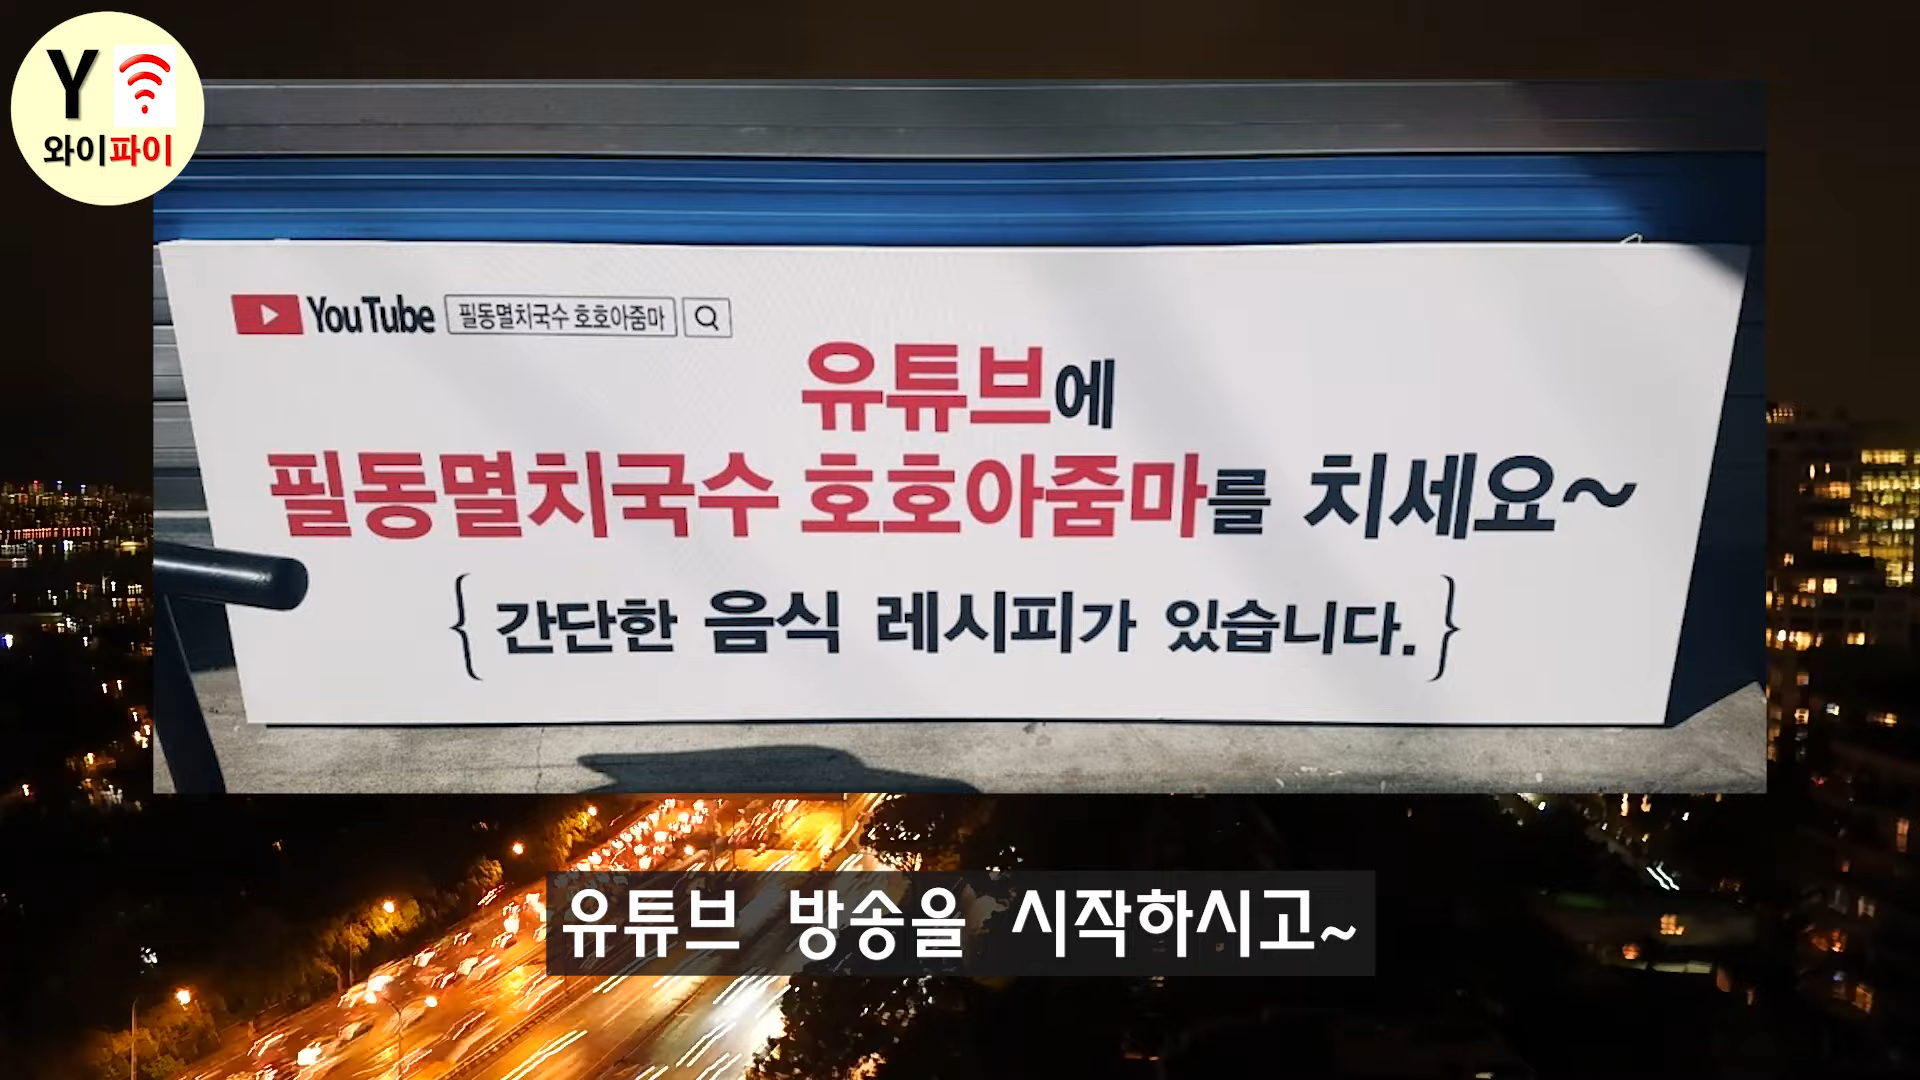 Y
와이파이
YouTube 필동멸치국수 호호아줌마
유튜브에
필동멸치국수 호호아줌마를 치세요~
{ 간단한 음식 레시피가 있습니다. }
유튜브 방송을 시작하시고~